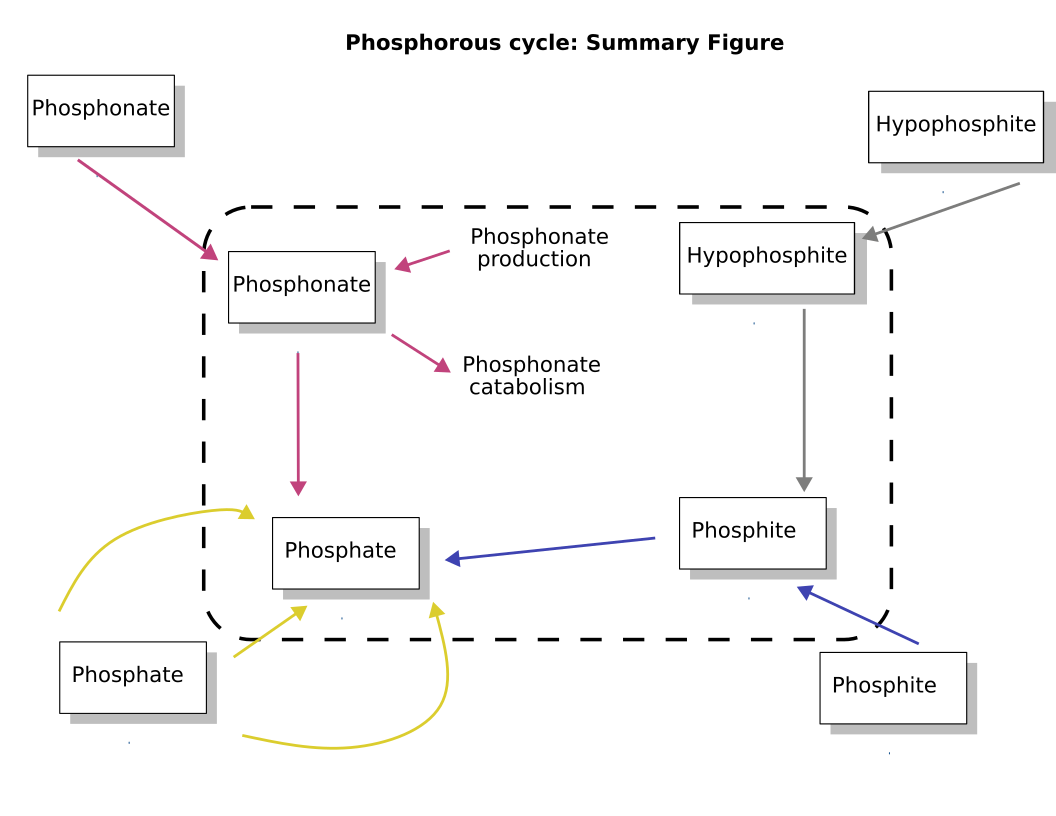 Phosphorous cycle: Summary Figure
Phosphonate
Hypophosphite
Phosphonate
production
Hypophosphite
Phosphonate
Phosphonate
catabolism
Phosphite
Phosphate
Phosphate
Phosphite